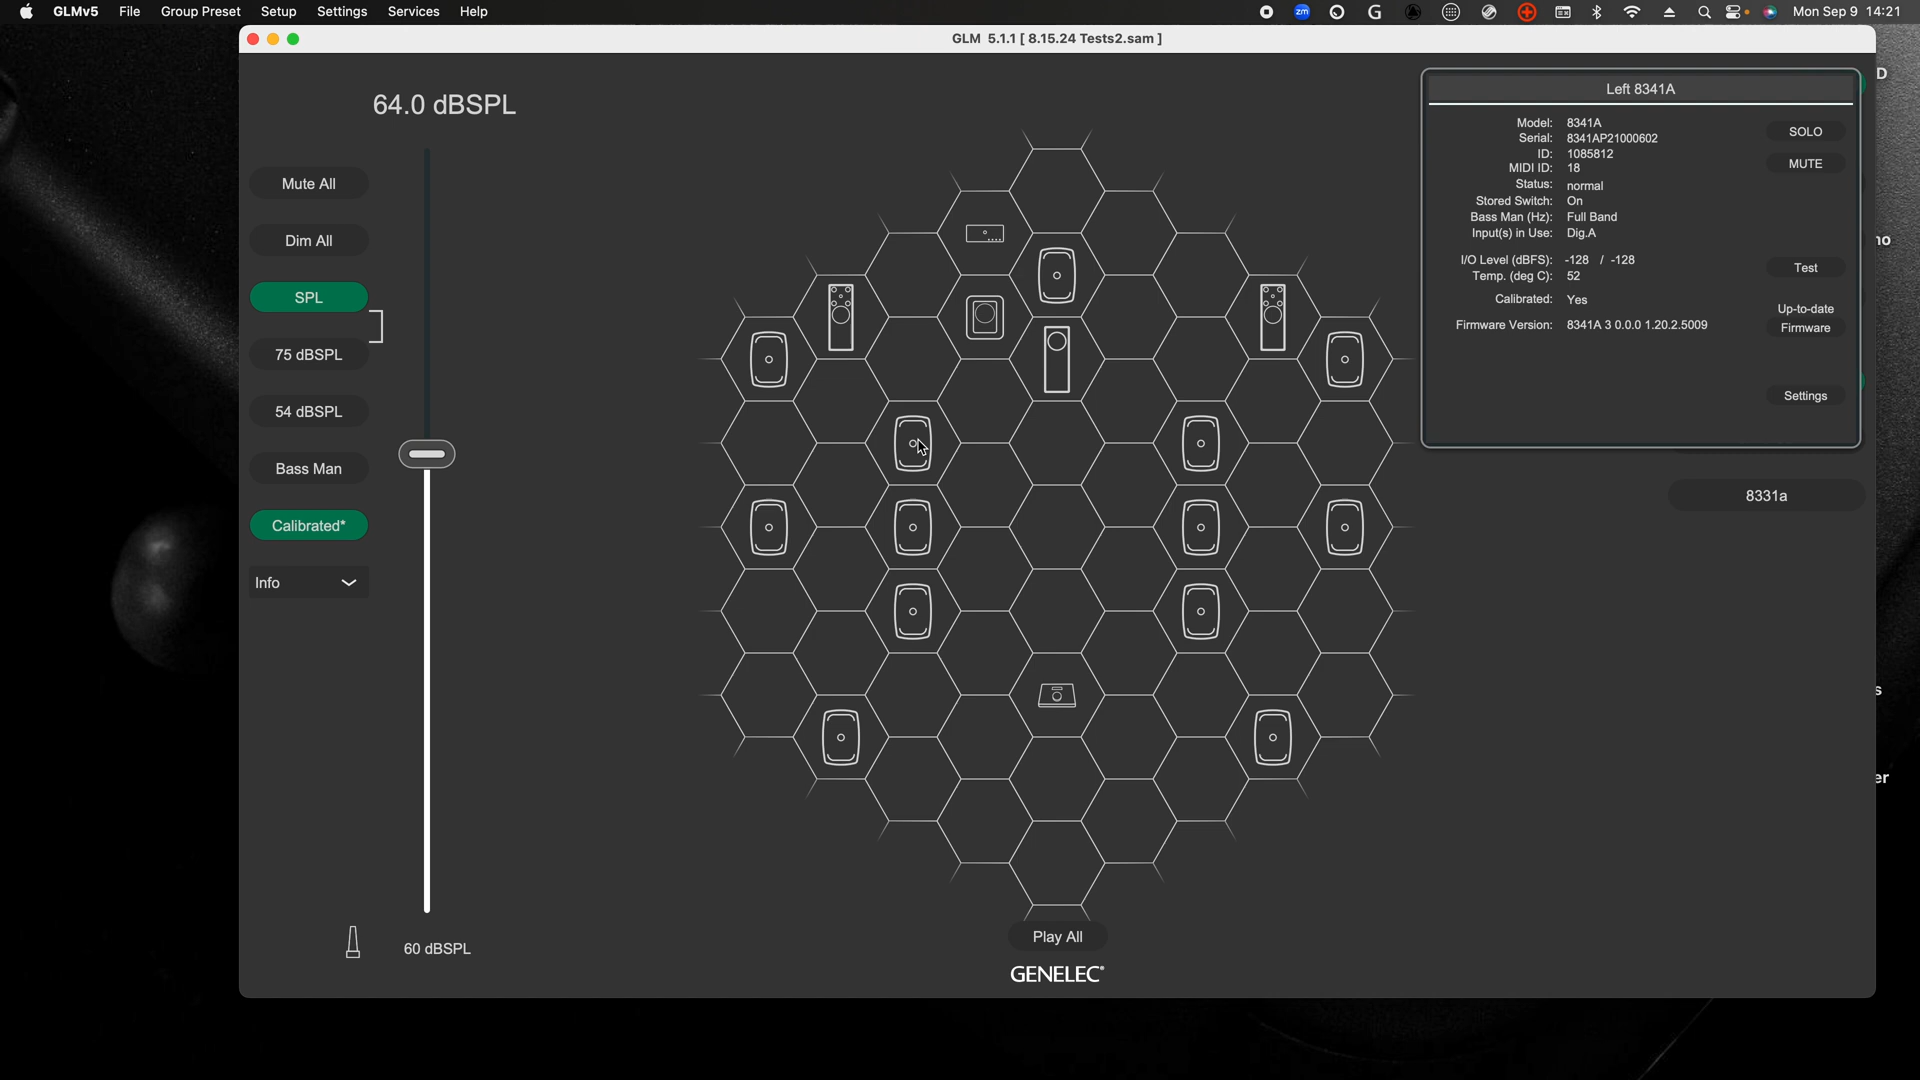 GLMv5 File Group Preset Setup Settings Services Help
zm G Mon Sep 9 14:21
GLM 5.1.1 [ 8.15.24 Tests2.sam ]
64.0 dBSPL
Mute All
Dim All
SPL
75 dBSPL
54 dBSPL
Bass Man
Calibrated*
Info
60 dBSPL
Play All
GENELEC®
Left 8341A
Model: 8341A
Serial: 8341AP21000602
ID: 1085812
MIDI ID: 18
Status: normal
Stored Switch: On
Bass Man (Hz): Full Band
Input(s) in Use: Dig.A
I/O Level (dBFS): -128 / -128
Temp. (deg C): 52
Calibrated: Yes
Firmware Version: 8341A 3 0.0.0 1.20.2.5009
SOLO
MUTE
Test
Up-to-date
Firmware
Settings
8331a